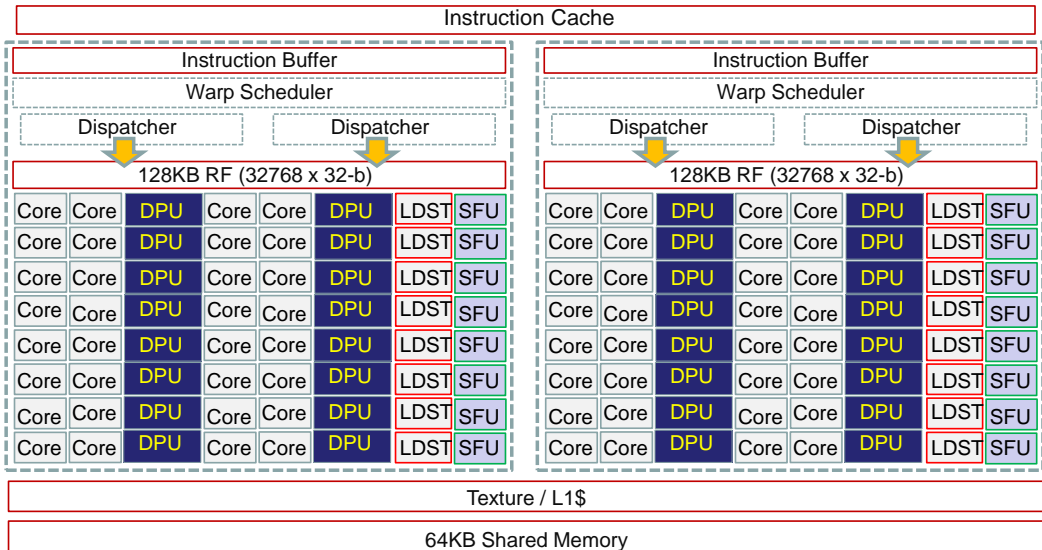 Instruction Cache
Instruction Buffer Instruction Buffer
Warp Scheduler Warp Scheduler
Dispatcher Dispatcher Dispatcher Dispatcher
128KB RF (32768 x 32-b) 128KB RF (32768 x 32-b)
Core Core DPU Core Core DPU LDST SFU Core Core DPU Core Core DPU LDST SFU
Core Core DPU Core Core DPU LDST SFU Core Core DPU Core Core DPU LDST SFU
Core Core DPU Core Core DPU LDST SFU Core Core DPU Core Core DPU LDST SFU
Core Core DPU Core Core DPU LDST SFU Core Core DPU Core Core DPU LDST SFU
Core Core DPU Core Core DPU LDST SFU Core Core DPU Core Core DPU LDST SFU
Core Core DPU Core Core DPU LDST SFU Core Core DPU Core Core DPU LDST SFU
Core Core DPU Core Core DPU LDST SFU Core Core DPU Core Core DPU LDST SFU
Core Core DPU Core Core DPU LDST SFU Core Core DPU Core Core DPU LDST SFU
Texture / L1$
64KB Shared Memory